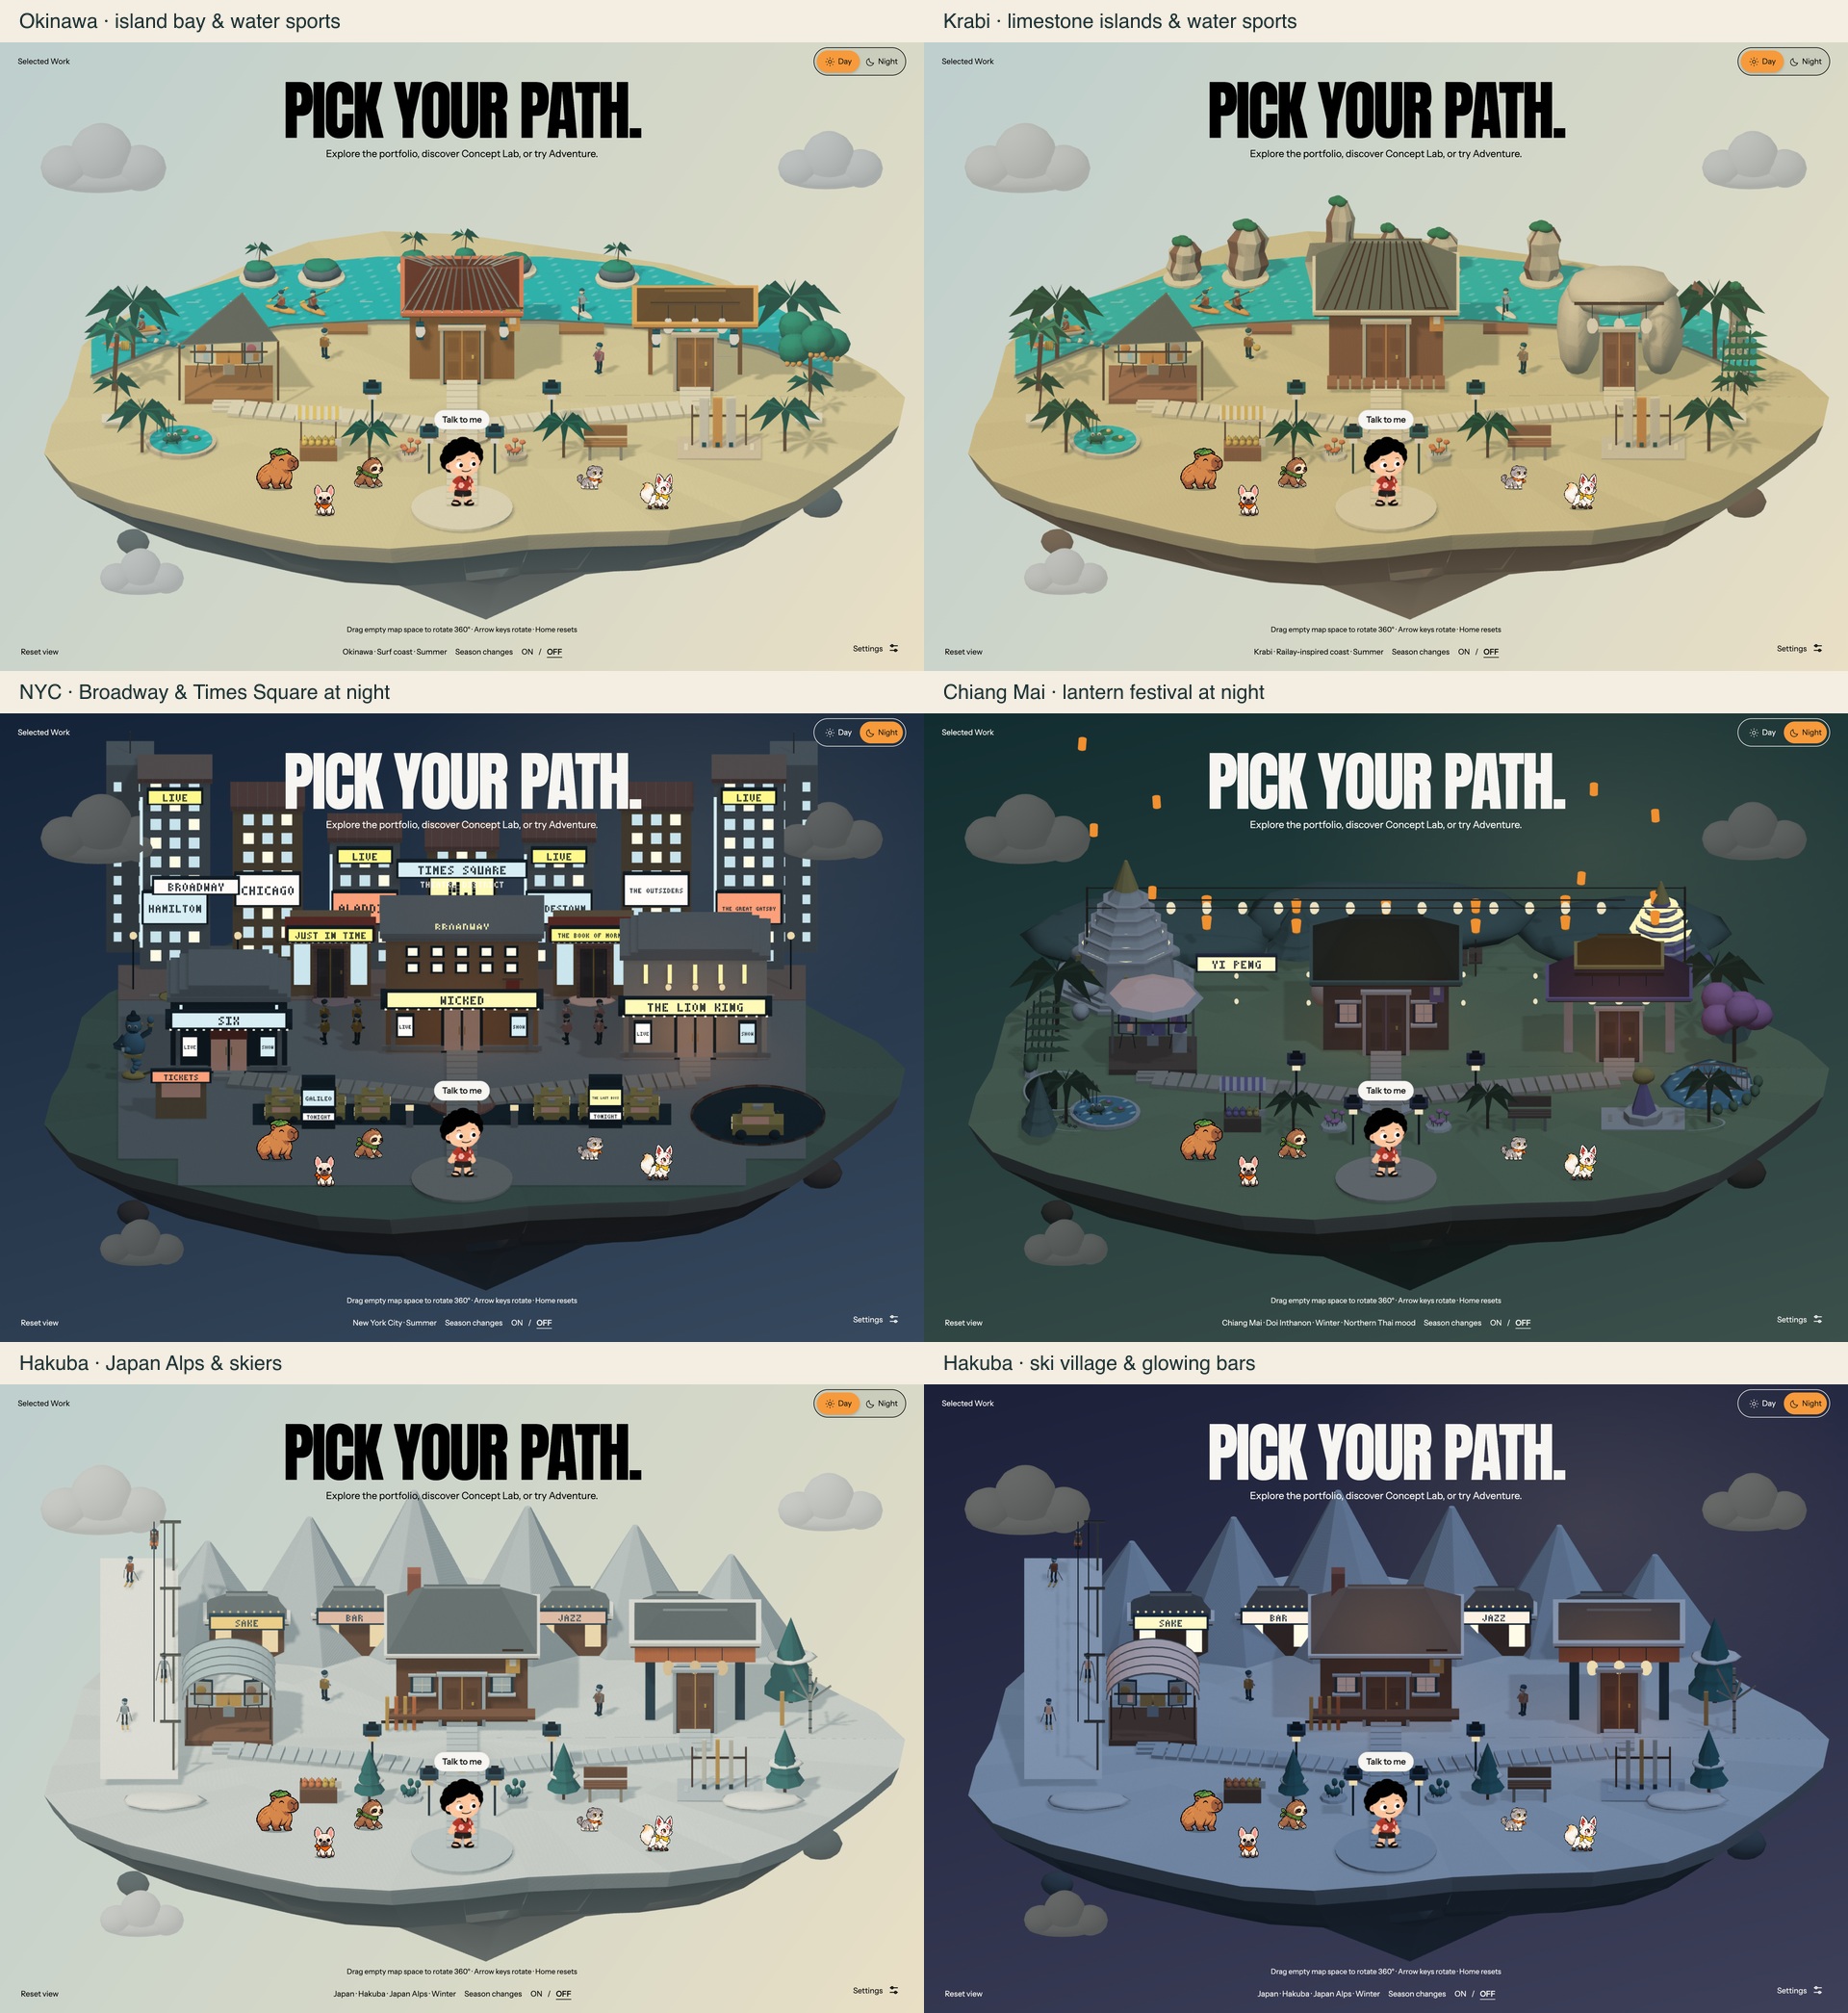 Okinawa · island bay & water sports
Selected Work
Day Night
PICK YOUR PATH.
Explore the portfolio, discover Concept Lab, or try Adventure.
Talk to me
Drag empty map space to rotate 360° · Arrow keys rotate · Home resets
Reset view
Okinawa · Surf coast · Summer Season changes ON / OFF
Settings
Krabi · limestone islands & water sports
Selected Work
Day Night
PICK YOUR PATH.
Explore the portfolio, discover Concept Lab, or try Adventure.
Talk to me
Drag empty map space to rotate 360° · Arrow keys rotate · Home resets
Reset view
Krabi · Railay-inspired coast · Summer Season changes ON / OFF
Settings
NYC · Broadway & Times Square at night
Selected Work
Day Night
PICK YOUR PATH.
Explore the portfolio, discover Concept Lab, or try Adventure.
LIVE
LIVE
LIVE
LIVE
TIMES SQUARE
BROADWAY
CHICAGO
THE OUTSIDERS
HAMILTON
THE GREAT GATSBY
JUST IN TIME
BROADWAY
THE BOOK OF
WICKED
THE LION KING
SIX
LIVE
SHOW
LIVE
SHOW
LIVE
SHOW
TICKETS
Talk to me
GALILEO
TONIGHT
TONIGHT
Drag empty map space to rotate 360° · Arrow keys rotate · Home resets
Reset view
New York City · Summer Season changes ON / OFF
Settings
Chiang Mai · lantern festival at night
Selected Work
Day Night
PICK YOUR PATH.
Explore the portfolio, discover Concept Lab, or try Adventure.
YI PENG
Talk to me
Drag empty map space to rotate 360° · Arrow keys rotate · Home resets
Reset view
Chiang Mai · Doi Inthanon · Winter · Northern Thai mood Season changes ON / OFF
Settings
Hakuba · Japan Alps & skiers
Selected Work
Day Night
PICK YOUR PATH.
Explore the portfolio, discover Concept Lab, or try Adventure.
SAKE
BAR
JAZZ
Talk to me
Drag empty map space to rotate 360° · Arrow keys rotate · Home resets
Reset view
Japan · Hakuba · Japan Alps · Winter Season changes ON / OFF
Settings
Hakuba · ski village & glowing bars
Selected Work
Day Night
PICK YOUR PATH.
Explore the portfolio, discover Concept Lab, or try Adventure.
SAKE
BAR
JAZZ
Talk to me
Drag empty map space to rotate 360° · Arrow keys rotate · Home resets
Reset view
Japan · Hakuba · Japan Alps · Winter Season changes ON / OFF
Settings